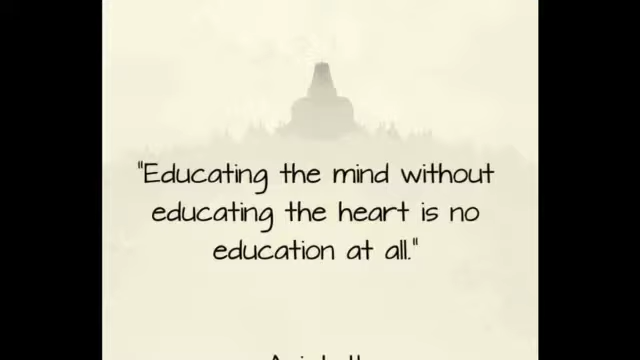 "Educating the mind without
educating the heart is no
education at all."